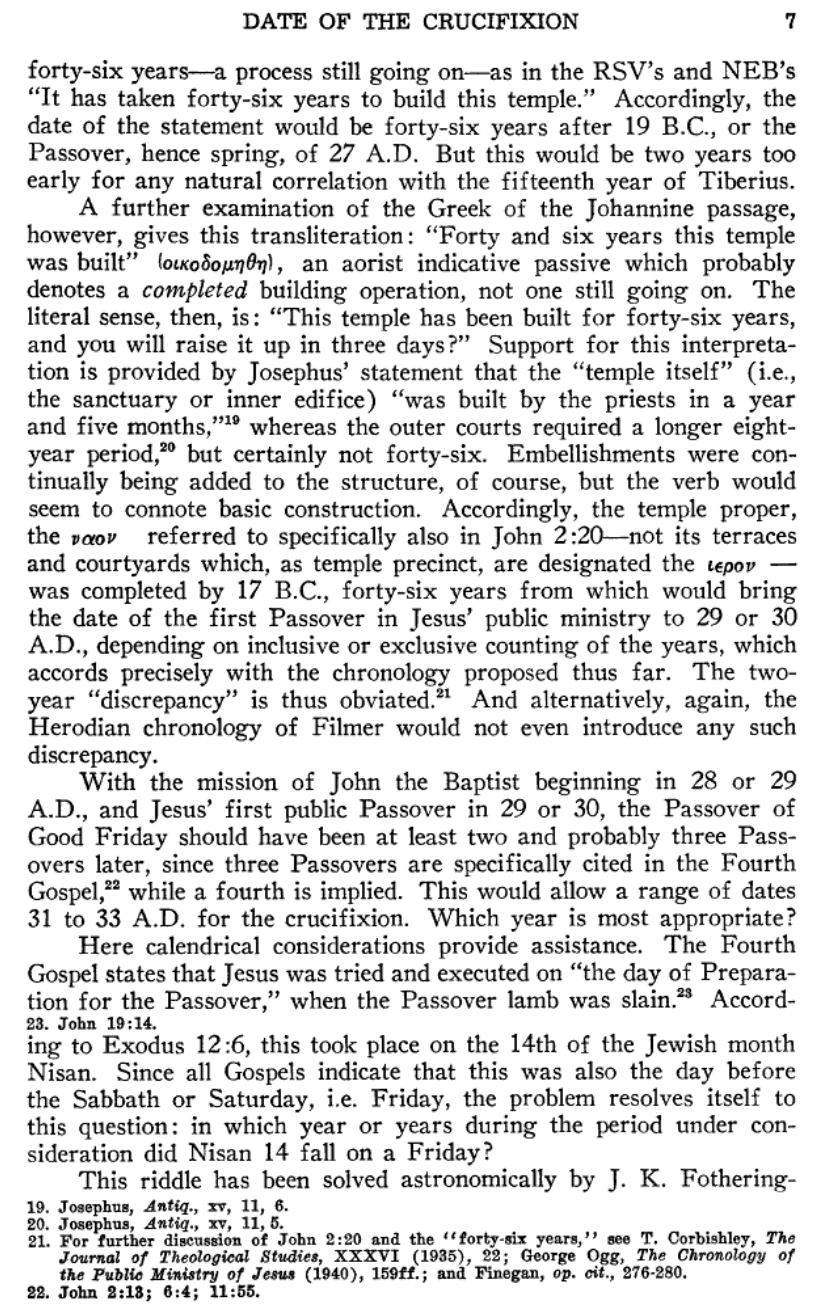 DATE OF THE CRUCIFIXION 7
forty-six years—a process still going on—as in the RSV's and NEB's
"It has taken forty-six years to build this temple." Accordingly, the
date of the statement would be forty-six years after 19 B.C., or the
Passover, hence spring, of 27 A.D. But this would be two years too
early for any natural correlation with the fifteenth year of Tiberius.
A further examination of the Greek of the Johannine passage,
however, gives this transliteration: "Forty and six years this temple
was built" (οικοδομηθη), an aorist indicative passive which probably
denotes a completed building operation, not one still going on. The
literal sense, then, is: "This temple has been built for forty-six years,
and you will raise it up in three days?" Support for this interpreta-
tion is provided by Josephus' statement that the "temple itself" (i.e.,
the sanctuary or inner edifice) "was built by the priests in a year
and five months,"19 whereas the outer courts required a longer eight-
year period,20 but certainly not forty-six. Embellishments were con-
tinually being added to the structure, of course, but the verb would
seem to connote basic construction. Accordingly, the temple proper,
the ναον referred to specifically also in John 2:20—not its terraces
and courtyards which, as temple precinct, are designated the ιερον —
was completed by 17 B.C., forty-six years from which would bring
the date of the first Passover in Jesus' public ministry to 29 or 30
A.D., depending on inclusive or exclusive counting of the years, which
accords precisely with the chronology proposed thus far. The two-
year "discrepancy" is thus obviated.21 And alternatively, again, the
Herodian chronology of Filmer would not even introduce any such
discrepancy.
With the mission of John the Baptist beginning in 28 or 29
A.D., and Jesus' first public Passover in 29 or 30, the Passover of
Good Friday should have been at least two and probably three Pass-
overs later, since three Passovers are specifically cited in the Fourth
Gospel,22 while a fourth is implied. This would allow a range of dates
31 to 33 A.D. for the crucifixion. Which year is most appropriate?
Here calendrical considerations provide assistance. The Fourth
Gospel states that Jesus was tried and executed on "the day of Prepara-
tion for the Passover," when the Passover lamb was slain.23 Accord-
23. John 19:14.
ing to Exodus 12:6, this took place on the 14th of the Jewish month
Nisan. Since all Gospels indicate that this was also the day before
the Sabbath or Saturday, i.e. Friday, the problem resolves itself to
this question: in which year or years during the period under con-
sideration did Nisan 14 fall on a Friday?
This riddle has been solved astronomically by J. K. Fothering-
19. Josephus, Antiq., xv, 11, 6.
20. Josephus, Antiq., xv, 11, 5.
21. For further discussion of John 2:20 and the "forty-six years," see T. Corbishley, The
Journal of Theological Studies, XXXVI (1935), 22; George Ogg, The Chronology of
the Public Ministry of Jesus (1940), 159ff.; and Finegan, op. cit., 276-280.
22. John 2:13; 6:4; 11:55.